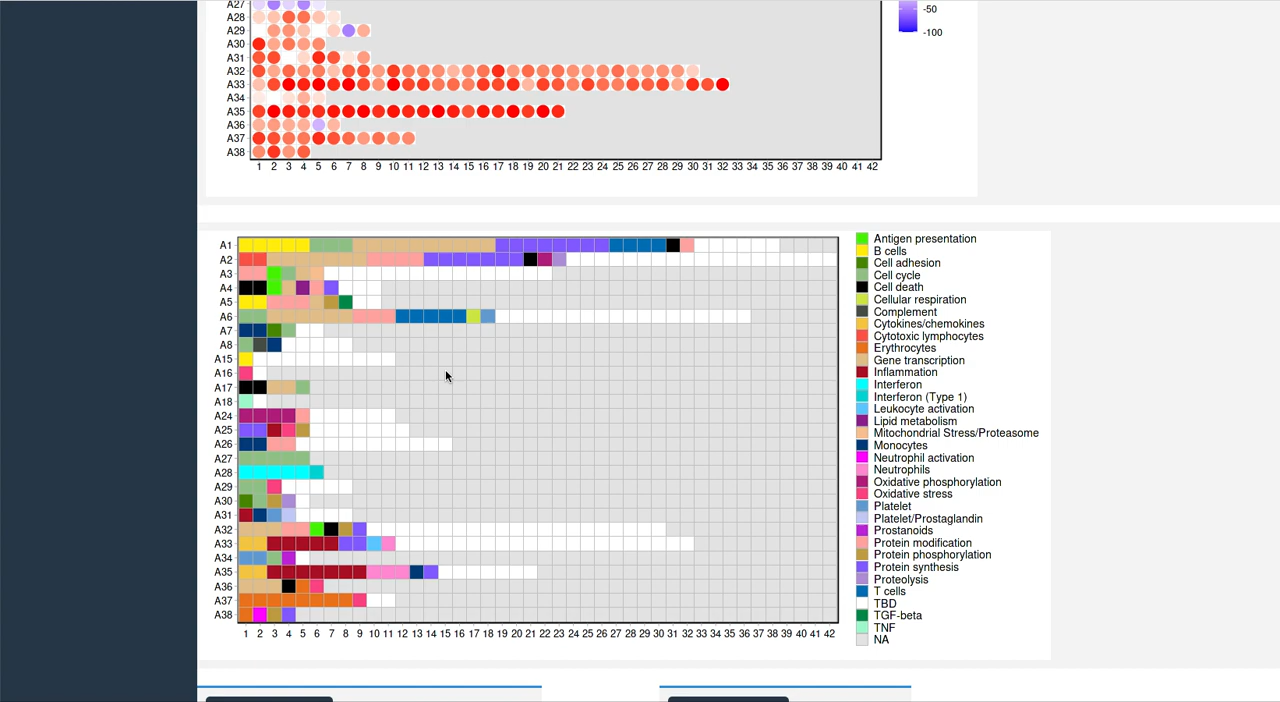 A27
A28
A29
A30
A31
A32
A33
A34
A35
A36
A37
A38
1 2 3 4 5 6 7 8 9 10 11 12 13 14 15 16 17 18 19 20 21 22 23 24 25 26 27 28 29 30 31 32 33 34 35 36 37 38 39 40 41 42
-50
-100
A1
A2
A3
A4
A5
A6
A7
A8
A15
A16
A17
A18
A24
A25
A26
A27
A28
A29
A30
A31
A32
A33
A34
A35
A36
A37
A38
1 2 3 4 5 6 7 8 9 10 11 12 13 14 15 16 17 18 19 20 21 22 23 24 25 26 27 28 29 30 31 32 33 34 35 36 37 38 39 40 41 42
Antigen presentation
B cells
Cell adhesion
Cell cycle
Cell death
Cellular respiration
Complement
Cytokines/chemokines
Cytotoxic lymphocytes
Erythrocytes
Gene transcription
Inflammation
Interferon
Interferon (Type 1)
Leukocyte activation
Lipid metabolism
Mitochondrial Stress/Proteasome
Monocytes
Neutrophil activation
Neutrophils
Oxidative phosphorylation
Oxidative stress
Platelet
Platelet/Prostaglandin
Prostanoids
Protein modification
Protein phosphorylation
Protein synthesis
Proteolysis
T cells
TBD
TGF-beta
TNF
NA